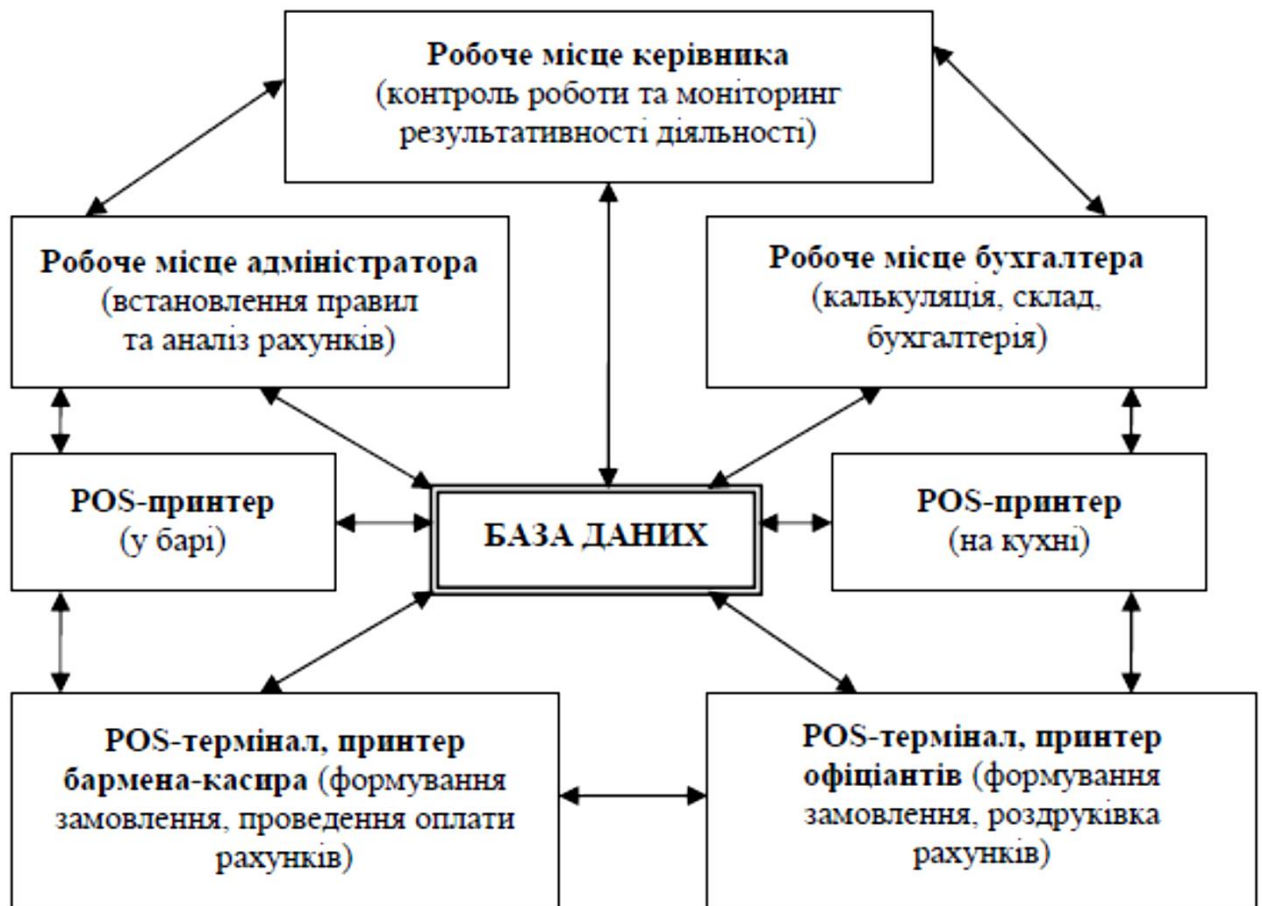 Робоче місце керівника
(контроль роботи та моніторинг
результативності діяльності)
Робоче місце адміністратора
(встановлення правил
та аналіз рахунків)
Робоче місце бухгалтера
(калькуляція, склад,
бухгалтерія)
POS-принтер
(у барі)
БАЗА ДАНИХ
POS-принтер
(на кухні)
POS-термінал, принтер
бармена-касира (формування
замовлення, проведення оплати
рахунків)
POS-термінал, принтер
офіціантів (формування
замовлення, роздруківка
рахунків)